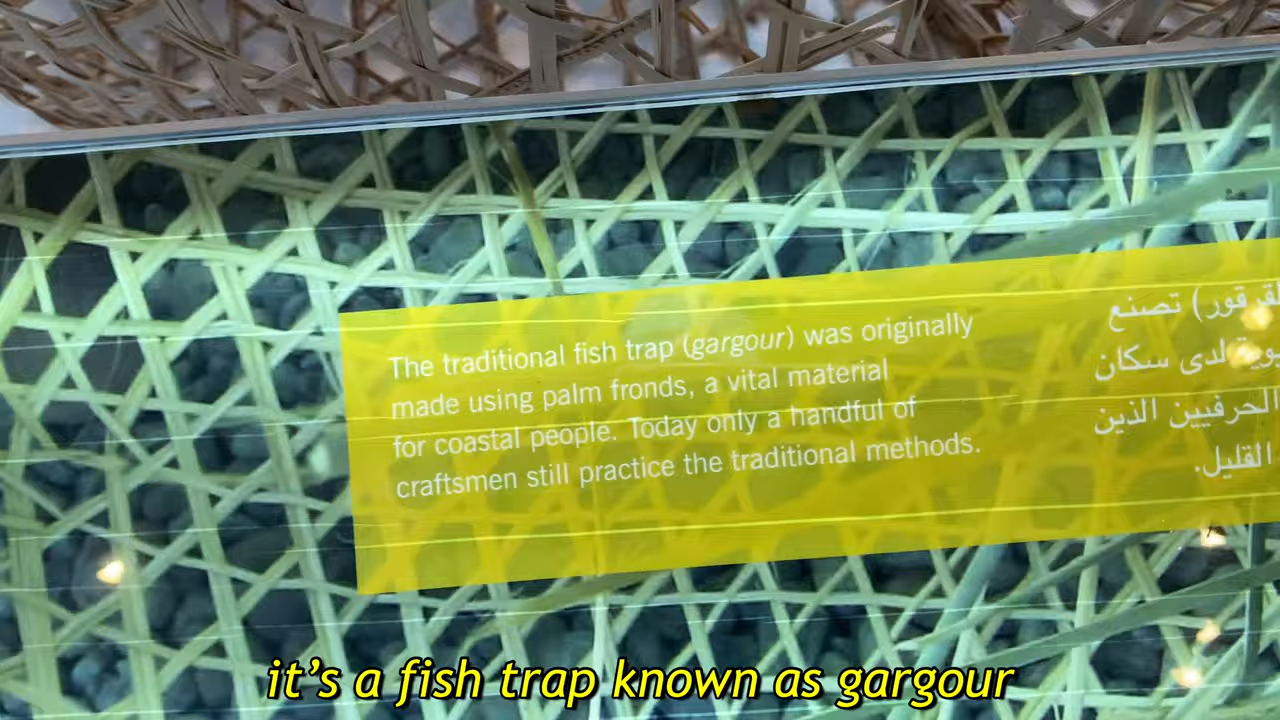 The traditional fish trap (gargour) was originally
made using palm fronds, a vital material
for coastal people. Today only a handful of
craftsmen still practice the traditional methods.
تصنع
لدى سكان
الحرفيين الذين
القليل.
it's a fish trap known as gargour